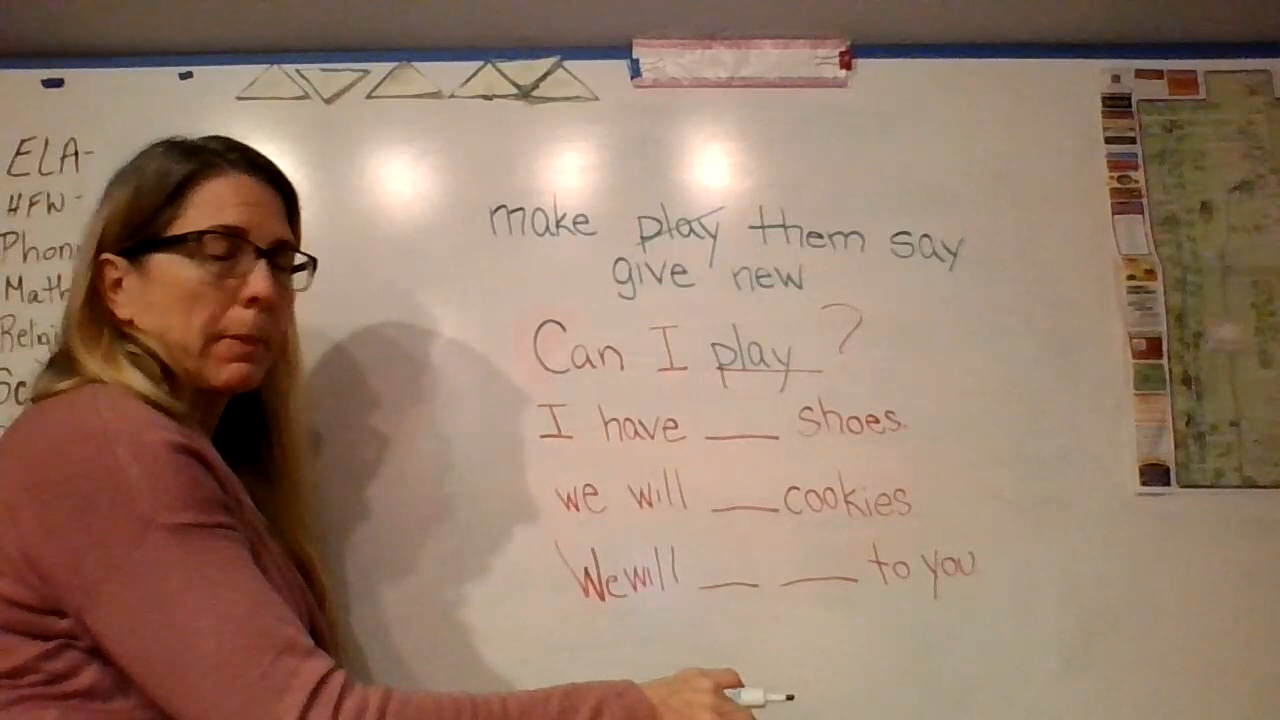 ELA-
HFW-
Phon
Math
Relig
Sc
make play them say
give new
Can I play ?
I have ___ shoes.
we will ___ cookies
We will ___ ___ to you